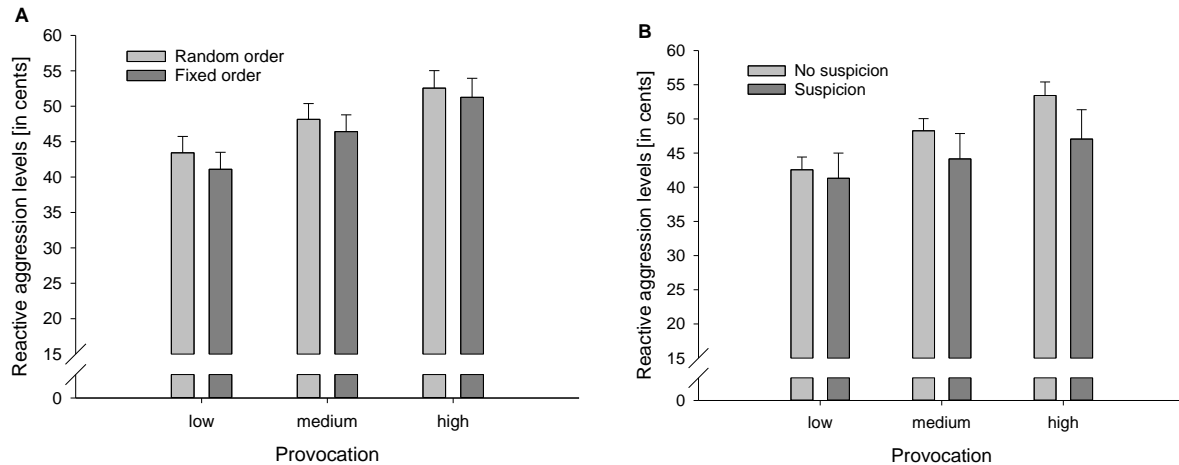 A
Reactive aggression levels [in cents]
60
55
50
45
40
35
30
25
20
15
0
Random order
Fixed order
low medium high
Provocation
B
Reactive aggression levels [in cents]
60
55
50
45
40
35
30
25
20
15
0
No suspicion
Suspicion
low medium high
Provocation